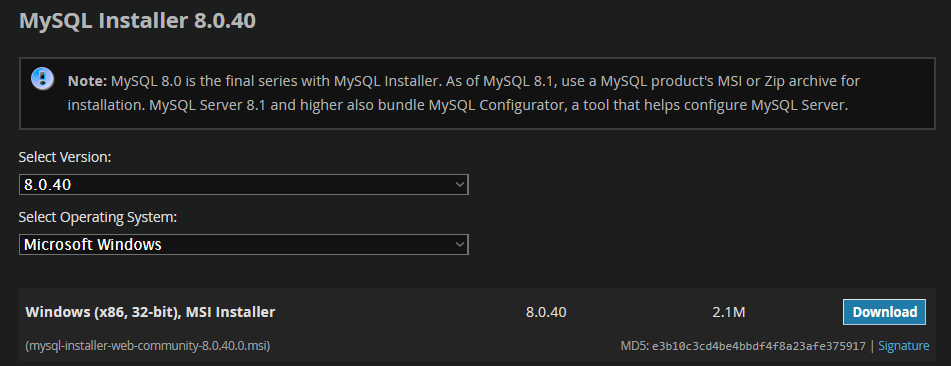 MySQL Installer 8.0.40
Note: MySQL 8.0 is the final series with MySQL Installer. As of MySQL 8.1, use a MySQL product's MSI or Zip archive for
installation. MySQL Server 8.1 and higher also bundle MySQL Configurator, a tool that helps configure MySQL Server.
Select Version:
8.0.40
Select Operating System:
Microsoft Windows
Windows (x86, 32-bit), MSI Installer 8.0.40 2.1M Download
(mysql-installer-web-community-8.0.40.0.msi) MD5: e3b10c3cd4be4bbdf4f8a23afe375917 | Signature